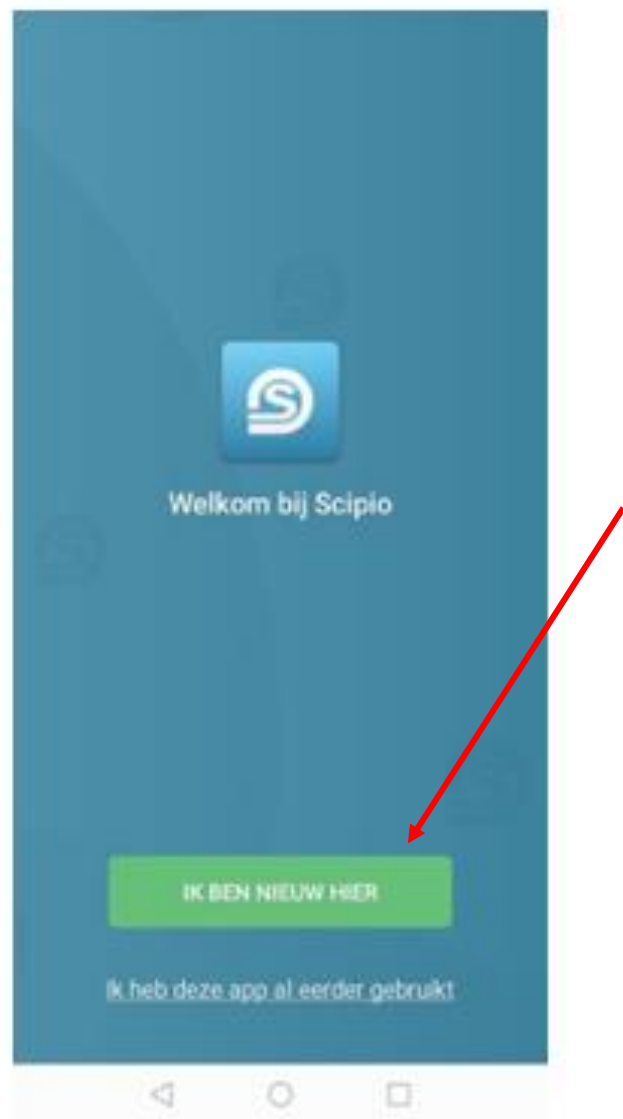 S
Welkom bij Scipio
IK BEN NIEUW HIER
Ik heb deze app al eerder gebruikt